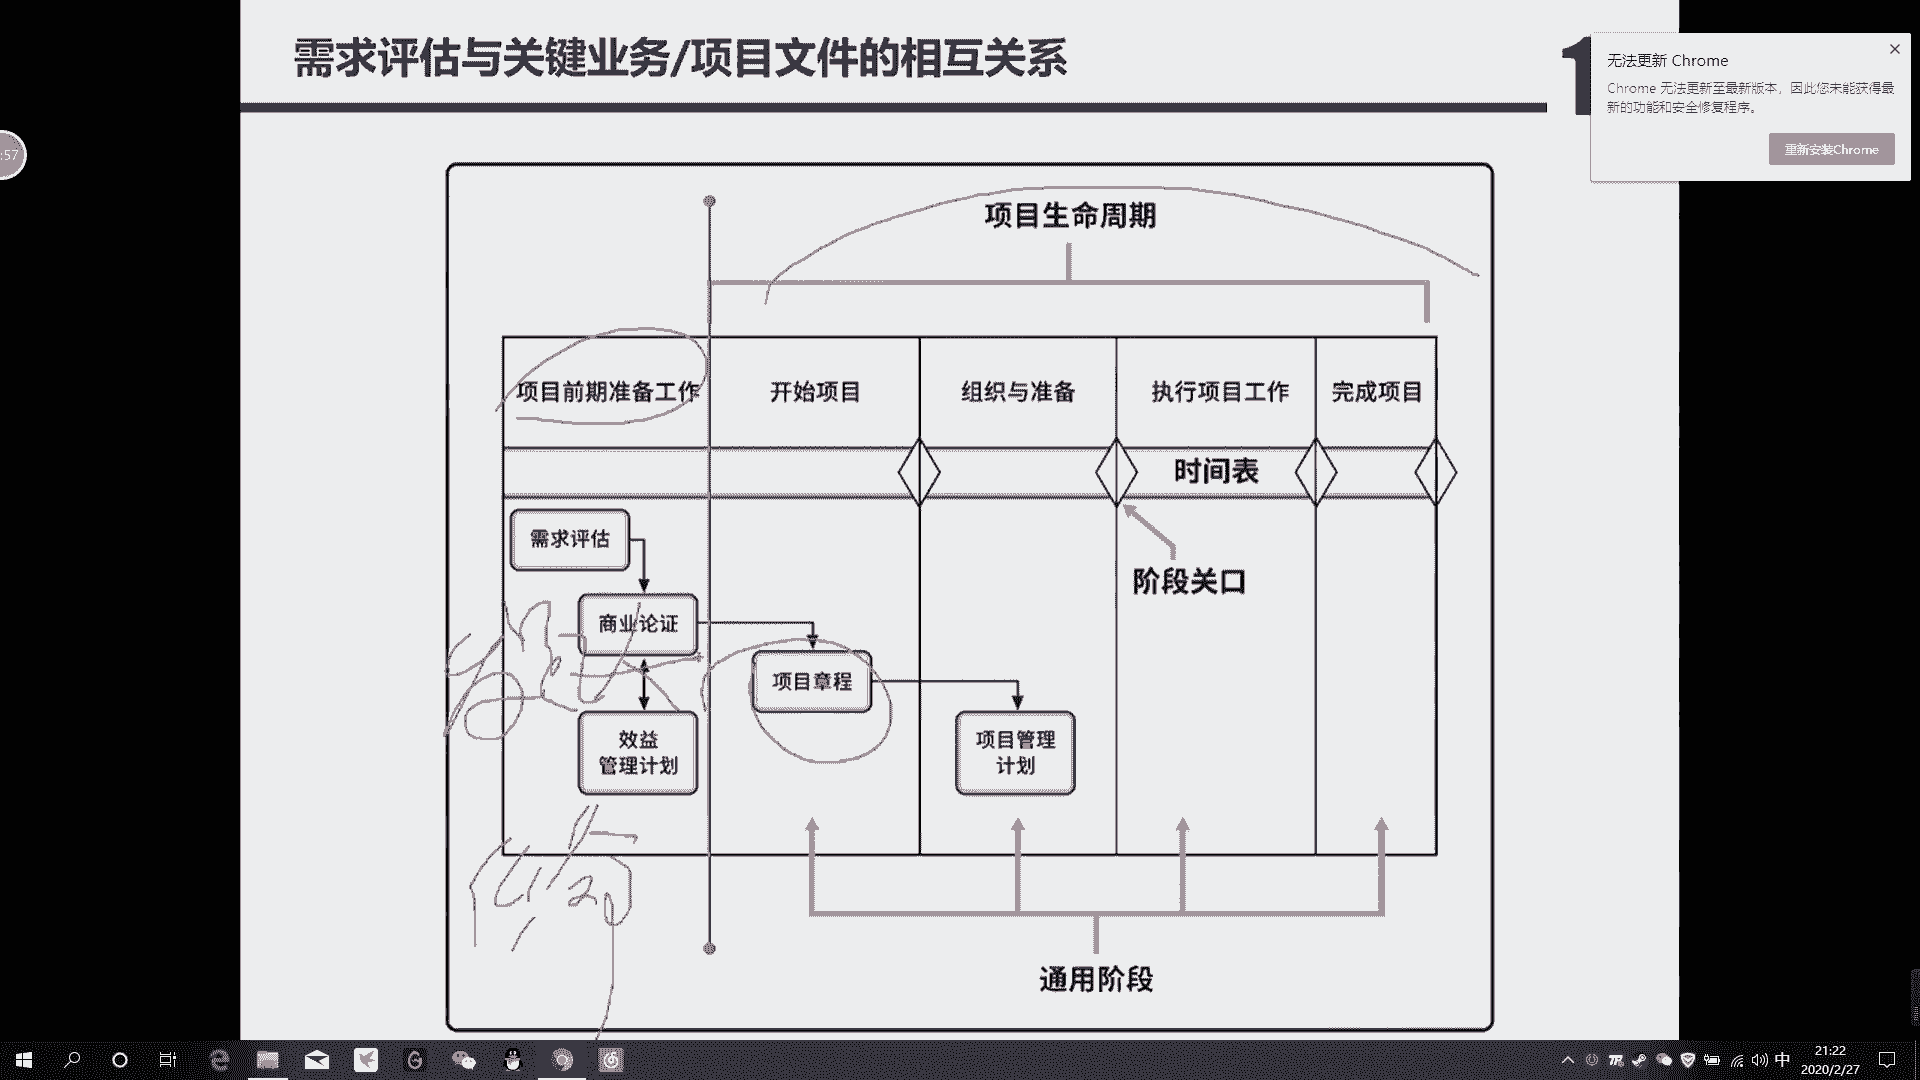 需求评估与关键业务/项目文件的相互关系
1
无法更新 Chrome
Chrome 无法更新至最新版本，因此您未能获得最
新的功能和安全修复程序。
重新安装Chrome
:57
项目生命周期
项目前期准备工作
开始项目
组织与准备
执行项目工作
完成项目
时间表
需求评估
阶段关口
商业论证
项目章程
效益
管理计划
项目管理
计划
通用阶段
中
21:22
2020/2/27